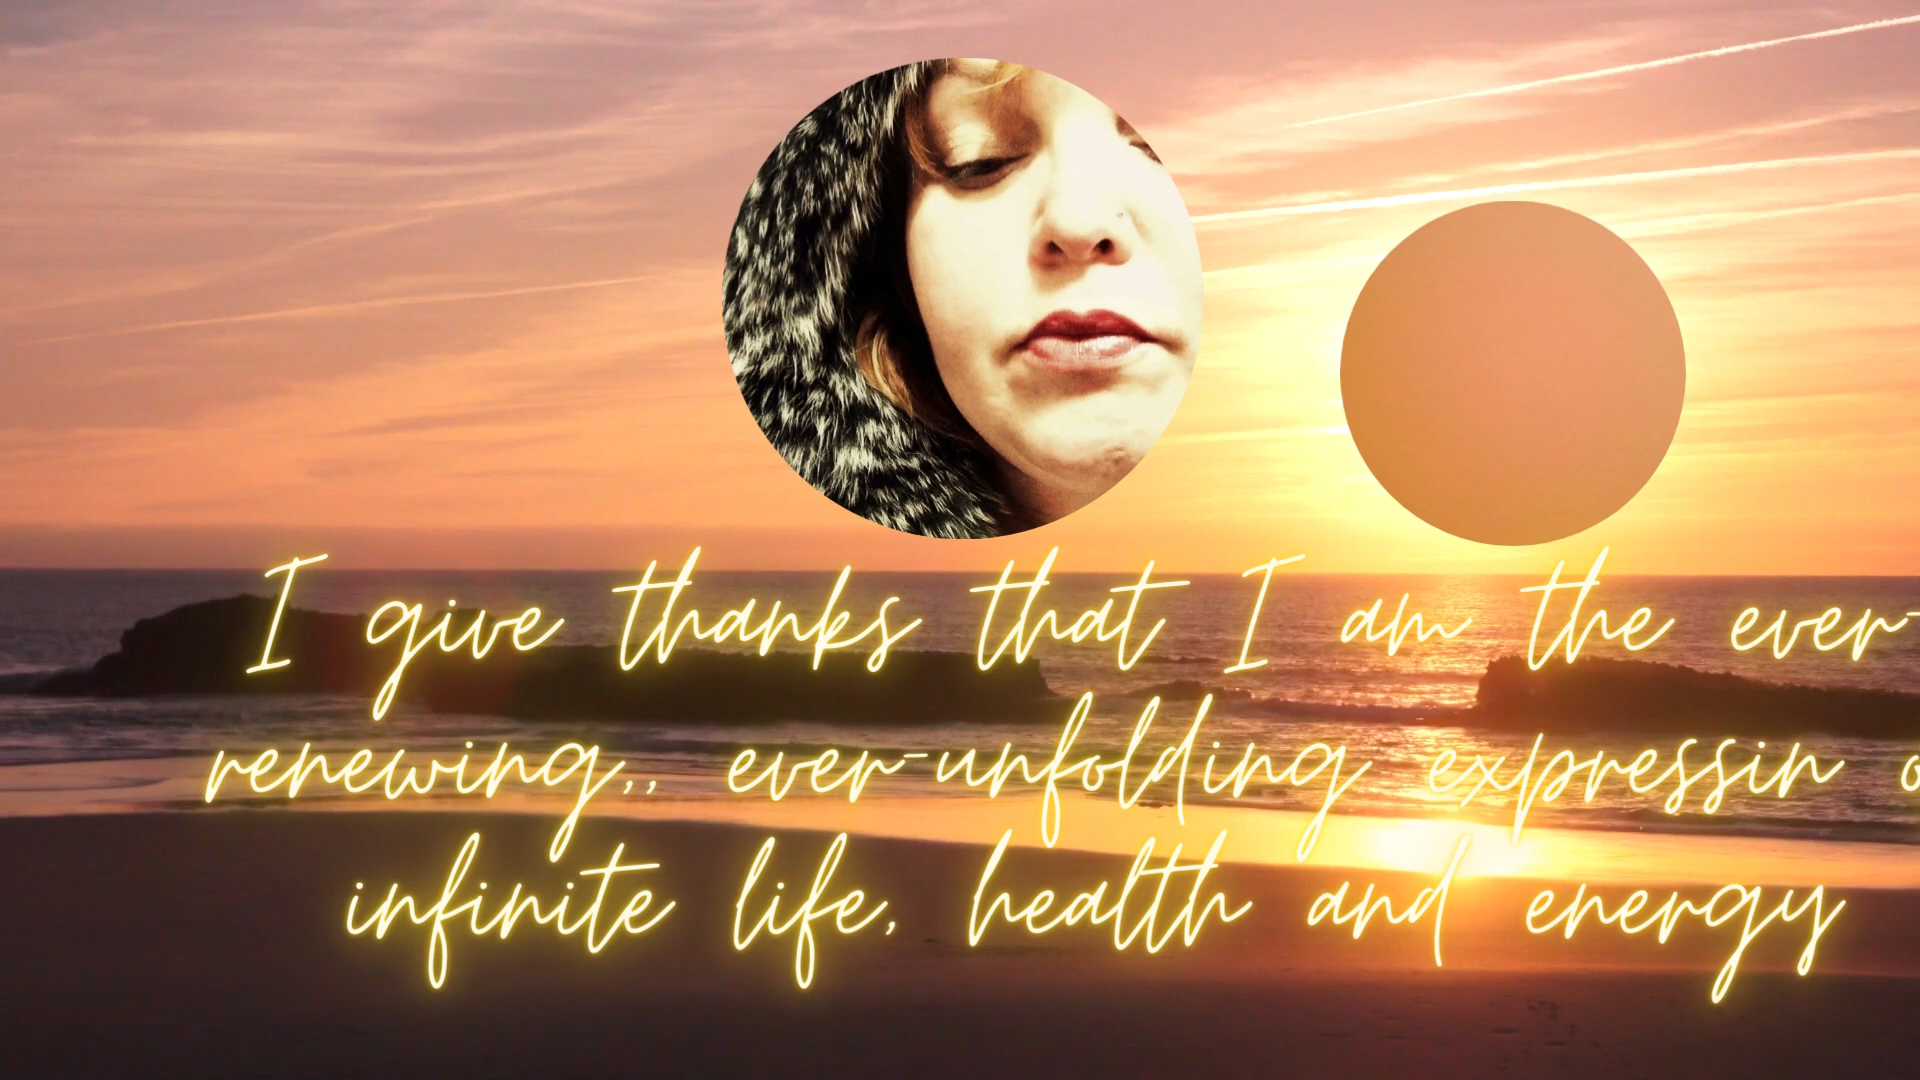 I give thanks that I am the ever-
renewing,, ever-unfolding expressin o
infinite life, health and energy